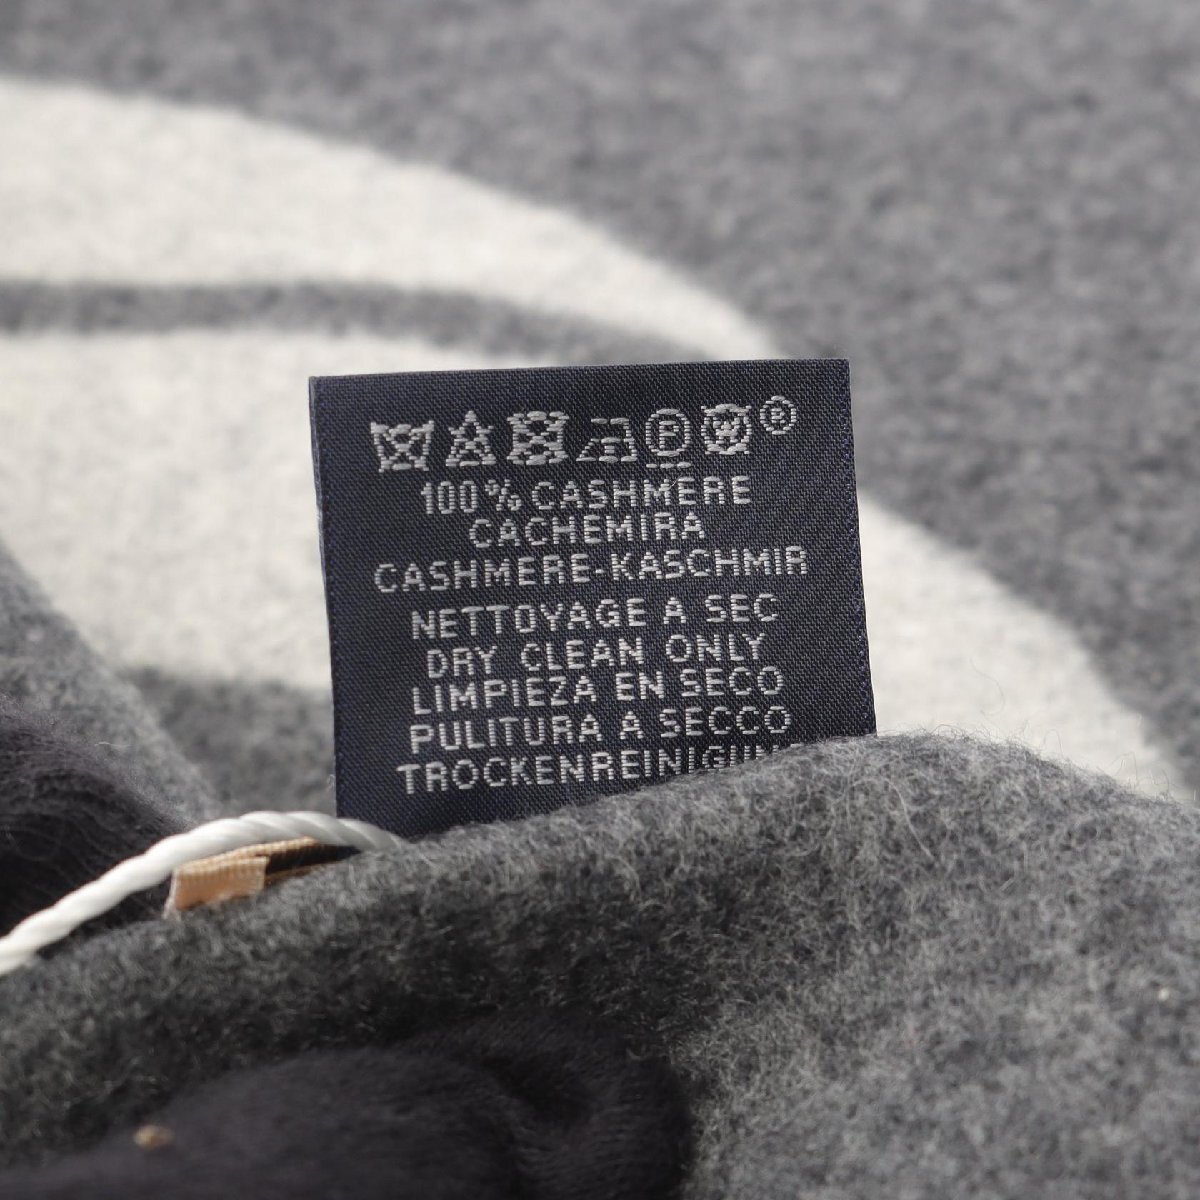 P ®
100% CASHMERE
CACHEMIRA
CASHMERE-KASCHMIR
NETTOYAGE A SEC
DRY CLEAN ONLY
LIMPIEZA EN SECO
PULITURA A SECCO